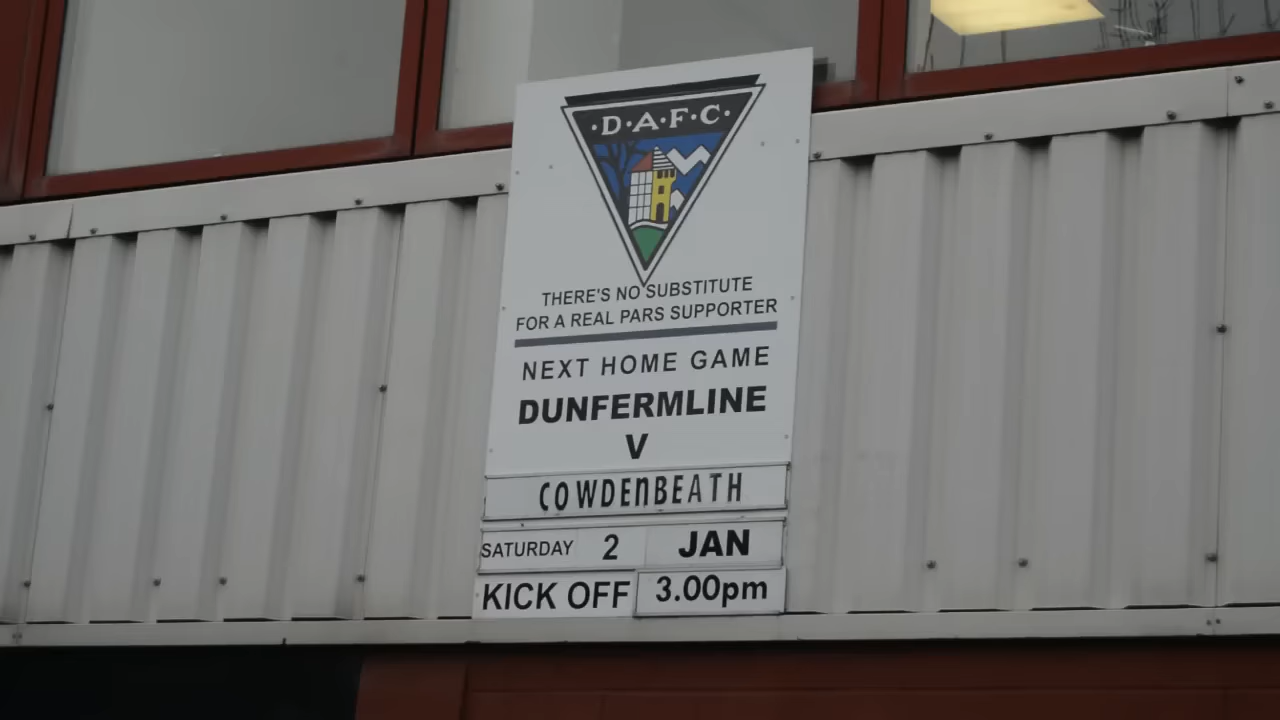 ·D·A·F·C·
THERE'S NO SUBSTITUTE
FOR A REAL PARS SUPPORTER
NEXT HOME GAME
DUNFERMLINE
V
COWDENBEATH
SATURDAY 2 JAN
KICK OFF 3.00pm